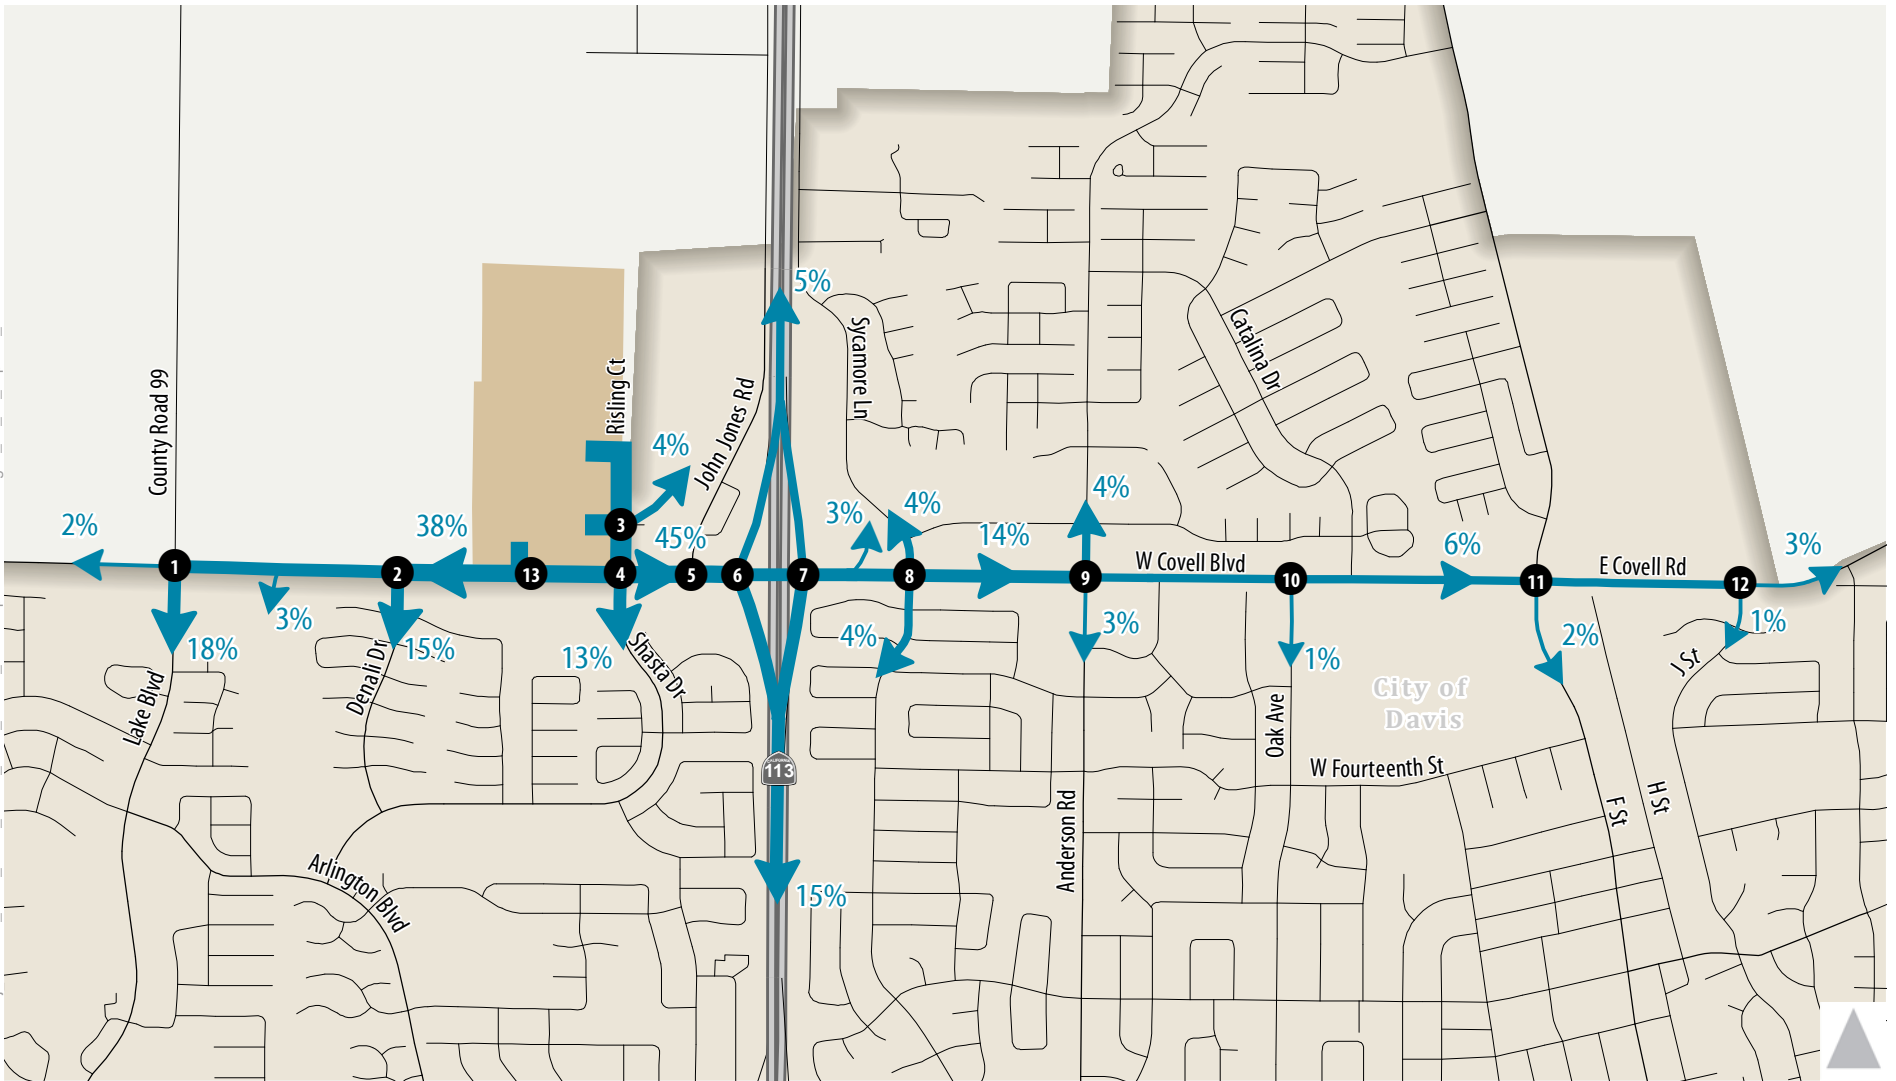 5%
County Road 99
Risling Ct
John Jones Rd
Sycamore Ln
Catalina Dr
4%
2%
38%
3
45%
3%
4%
14%
4%
W Covell Blvd
6%
E Covell Rd
3%
1
2
13
4
5
6
7
8
9
10
11
12
3%
18%
15%
13%
4%
3%
1%
2%
1%
Lake Blvd
Denali Dr
Shasta Dr
Oak Ave
J St
City of
Davis
CALIFORNIA
113
W Fourteenth St
Anderson Rd
F St
H St
Arlington Blvd
15%